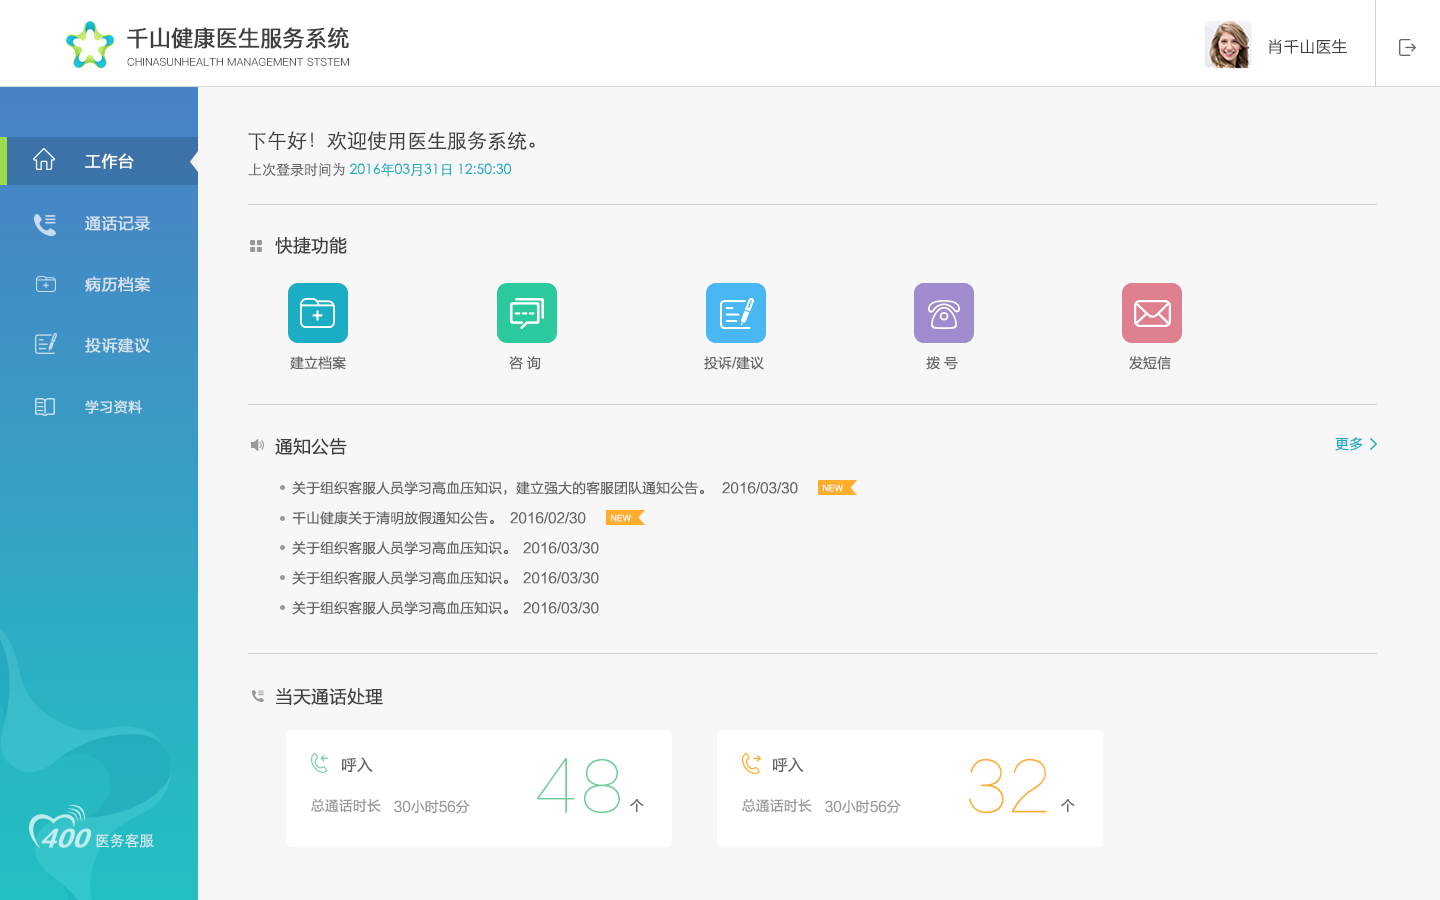 千山健康医生服务系统
CHINASUNHEALTH MANAGEMENT STSTEM
肖千山医生
工作台
通话记录
病历档案
投诉建议
学习资料
400 医务客服
下午好！欢迎使用医生服务系统。
上次登录时间为 2016年03月31日 12:50:30
快捷功能
建立档案
咨 询
投诉/建议
拨 号
发短信
通知公告
更多
关于组织客服人员学习高血压知识，建立强大的客服团队通知公告。 2016/03/30 NEW
千山健康关于清明放假通知公告。 2016/02/30 NEW
关于组织客服人员学习高血压知识。 2016/03/30
关于组织客服人员学习高血压知识。 2016/03/30
关于组织客服人员学习高血压知识。 2016/03/30
当天通话处理
呼入
总通话时长 30小时56分
48 个
呼入
总通话时长 30小时56分
32 个